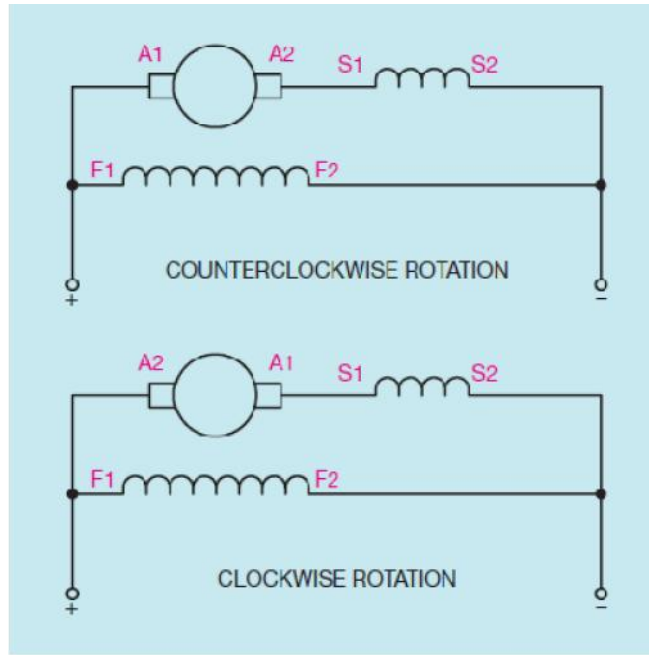 A1 A2 S1 S2
F1 F2
COUNTERCLOCKWISE ROTATION
+ −
A2 A1 S1 S2
F1 F2
CLOCKWISE ROTATION
+ −